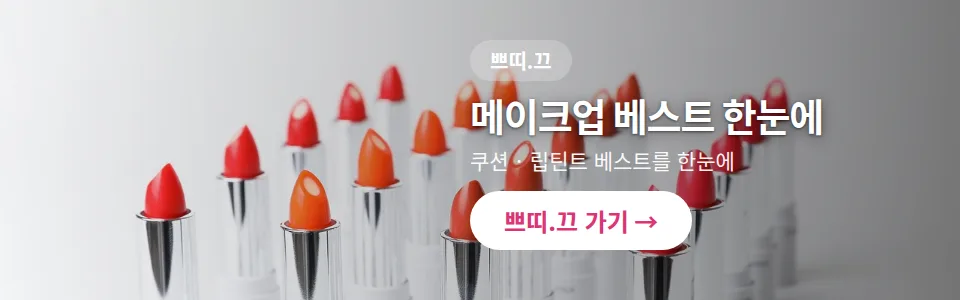 쁘띠.끄
메이크업 베스트 한눈에
쿠션 · 립틴트 베스트를 한눈에
쁘띠.끄 가기 →